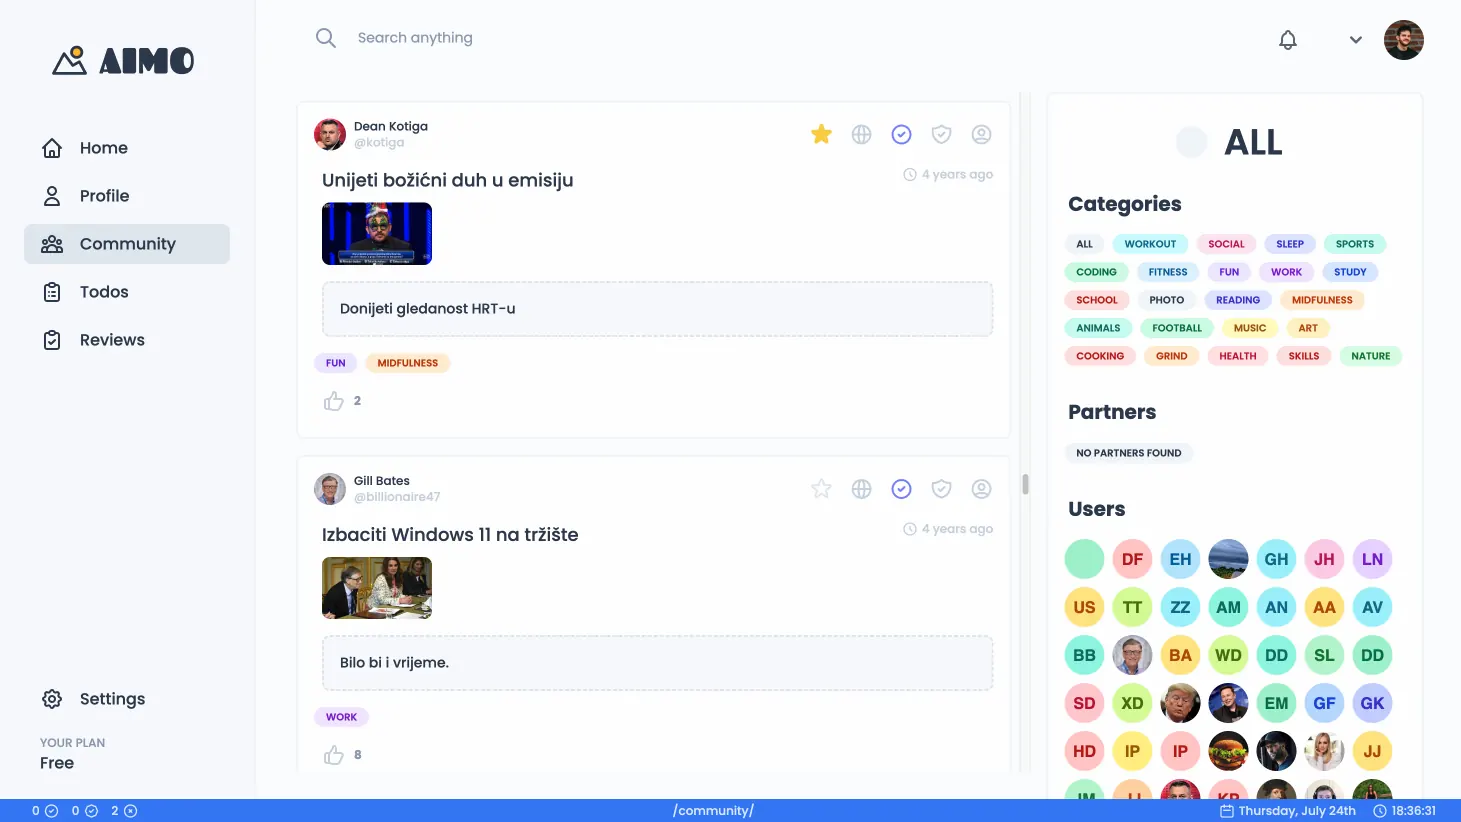 AIMO
Search anything
Home
Profile
Community
Todos
Reviews
Settings
YOUR PLAN
Free
Dean Kotiga
@kotiga
4 years ago
Unijeti božićni duh u emisiju
Donijeti gledanost HRT-u
FUN MIDFULNESS
2
Gill Bates
@billionaire47
4 years ago
Izbaciti Windows 11 na tržište
Bilo bi i vrijeme.
WORK
8
ALL
Categories
ALL WORKOUT SOCIAL SLEEP SPORTS
CODING FITNESS FUN WORK STUDY
SCHOOL PHOTO READING MIDFULNESS
ANIMALS FOOTBALL MUSIC ART
COOKING GRIND HEALTH SKILLS NATURE
Partners
NO PARTNERS FOUND
Users
DF EH GH JH LN
US TT ZZ AM AN AA AV
BB BA WD DD SL DD
SD XD EM GF GK
HD IP IP JJ
0 0 2 /community/ Thursday, July 24th 18:36:31